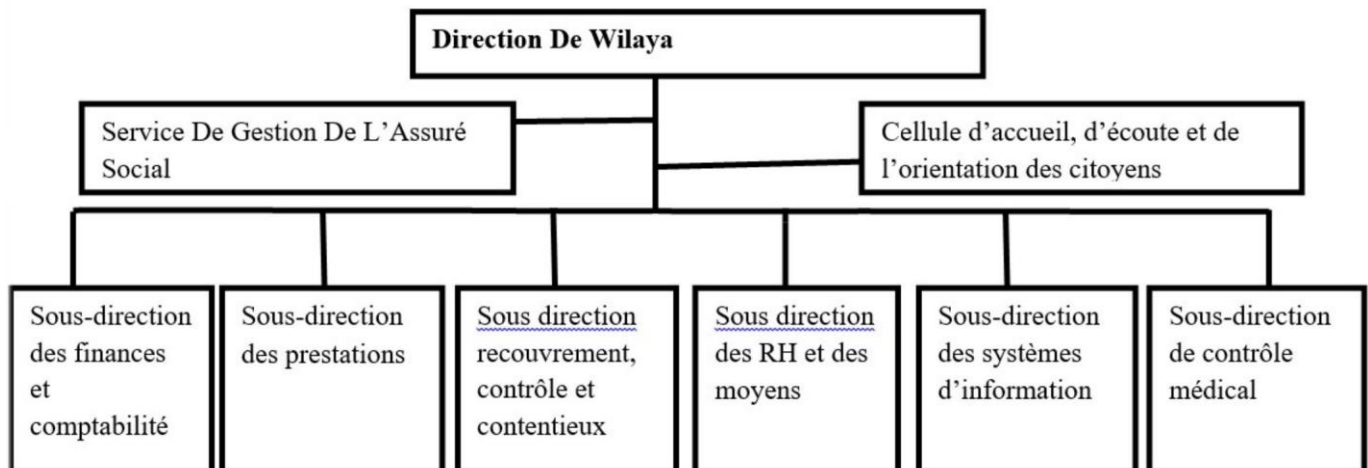 Direction De Wilaya
Service De Gestion De L’Assuré
Social
Cellule d’accueil, d’écoute et de
l’orientation des citoyens
Sous-direction
des finances
et
comptabilité
Sous-direction
des prestations
Sous direction
recouvrement,
contrôle et
contentieux
Sous direction
des RH et des
moyens
Sous-direction
des systèmes
d’information
Sous-direction
de contrôle
médical